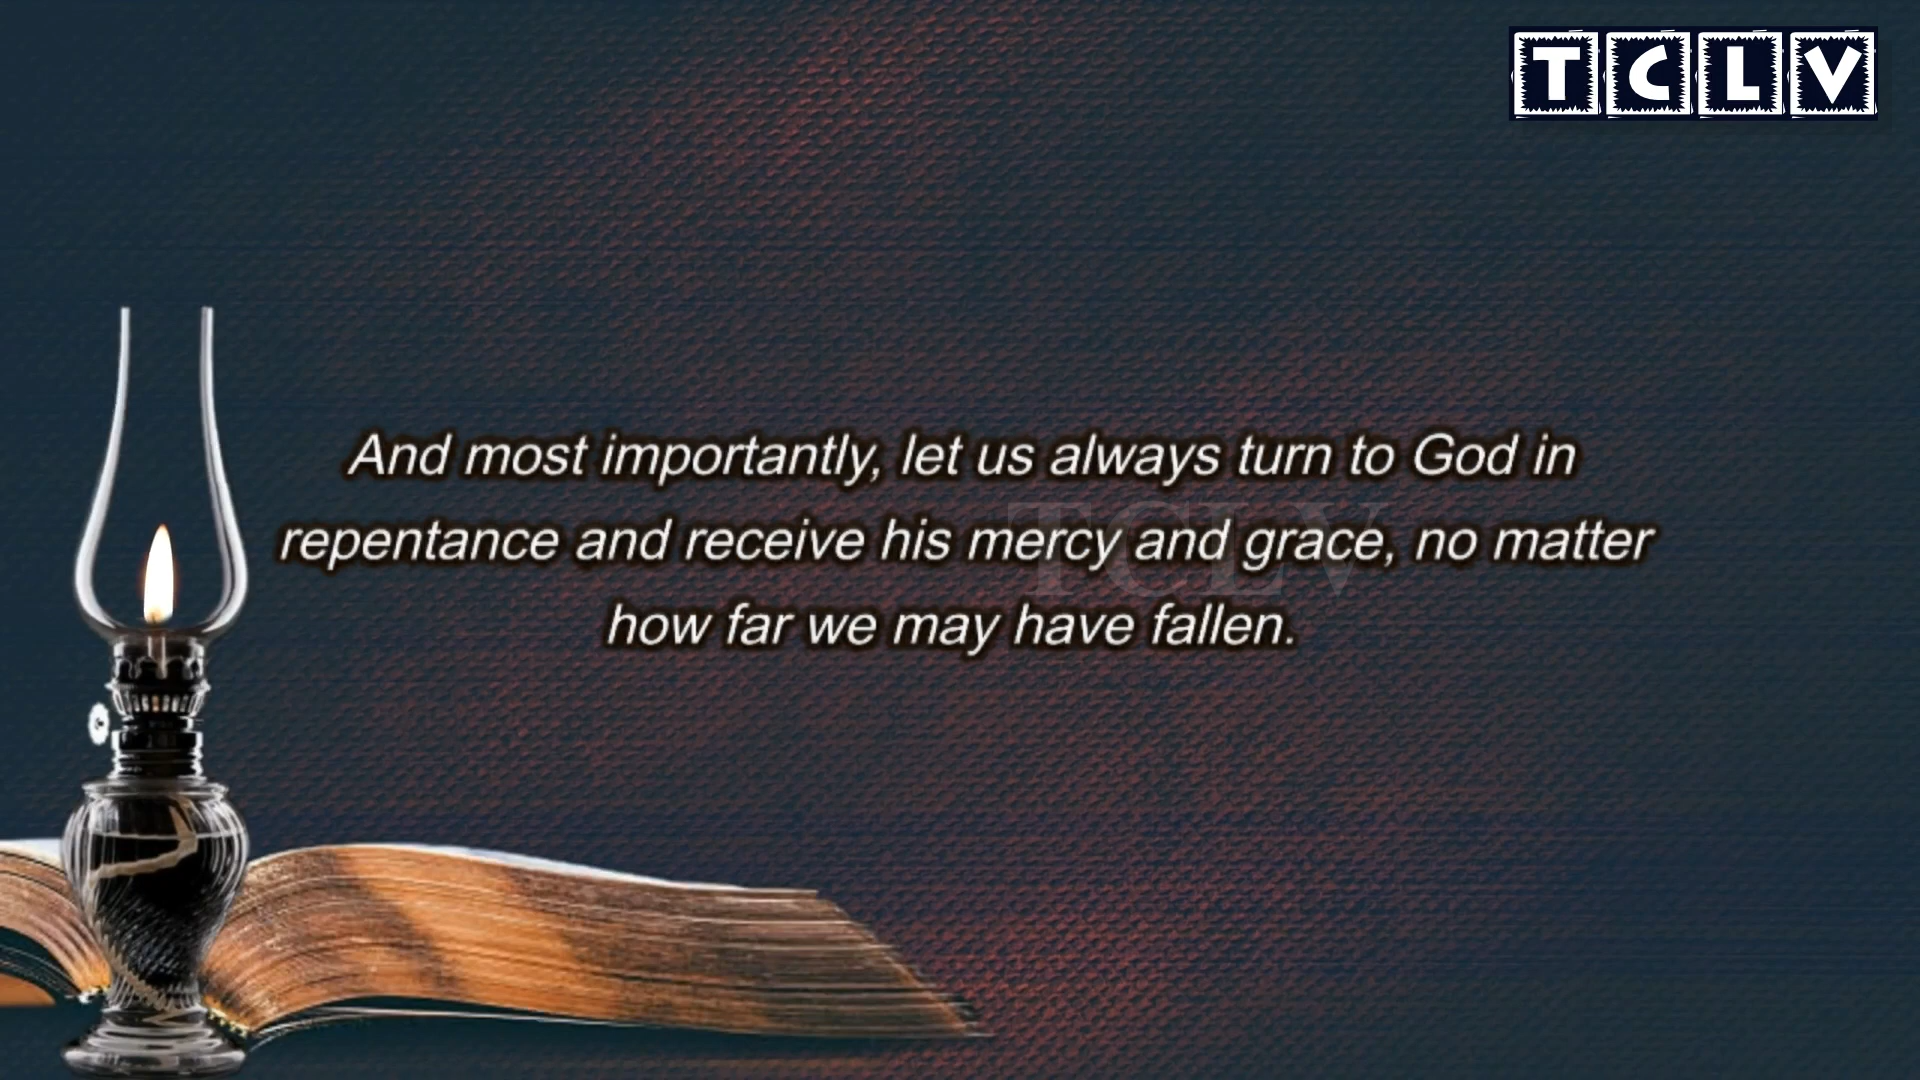 TCLV
And most importantly, let us always turn to God in
repentance and receive his mercy and grace, no matter
TCLV
how far we may have fallen.